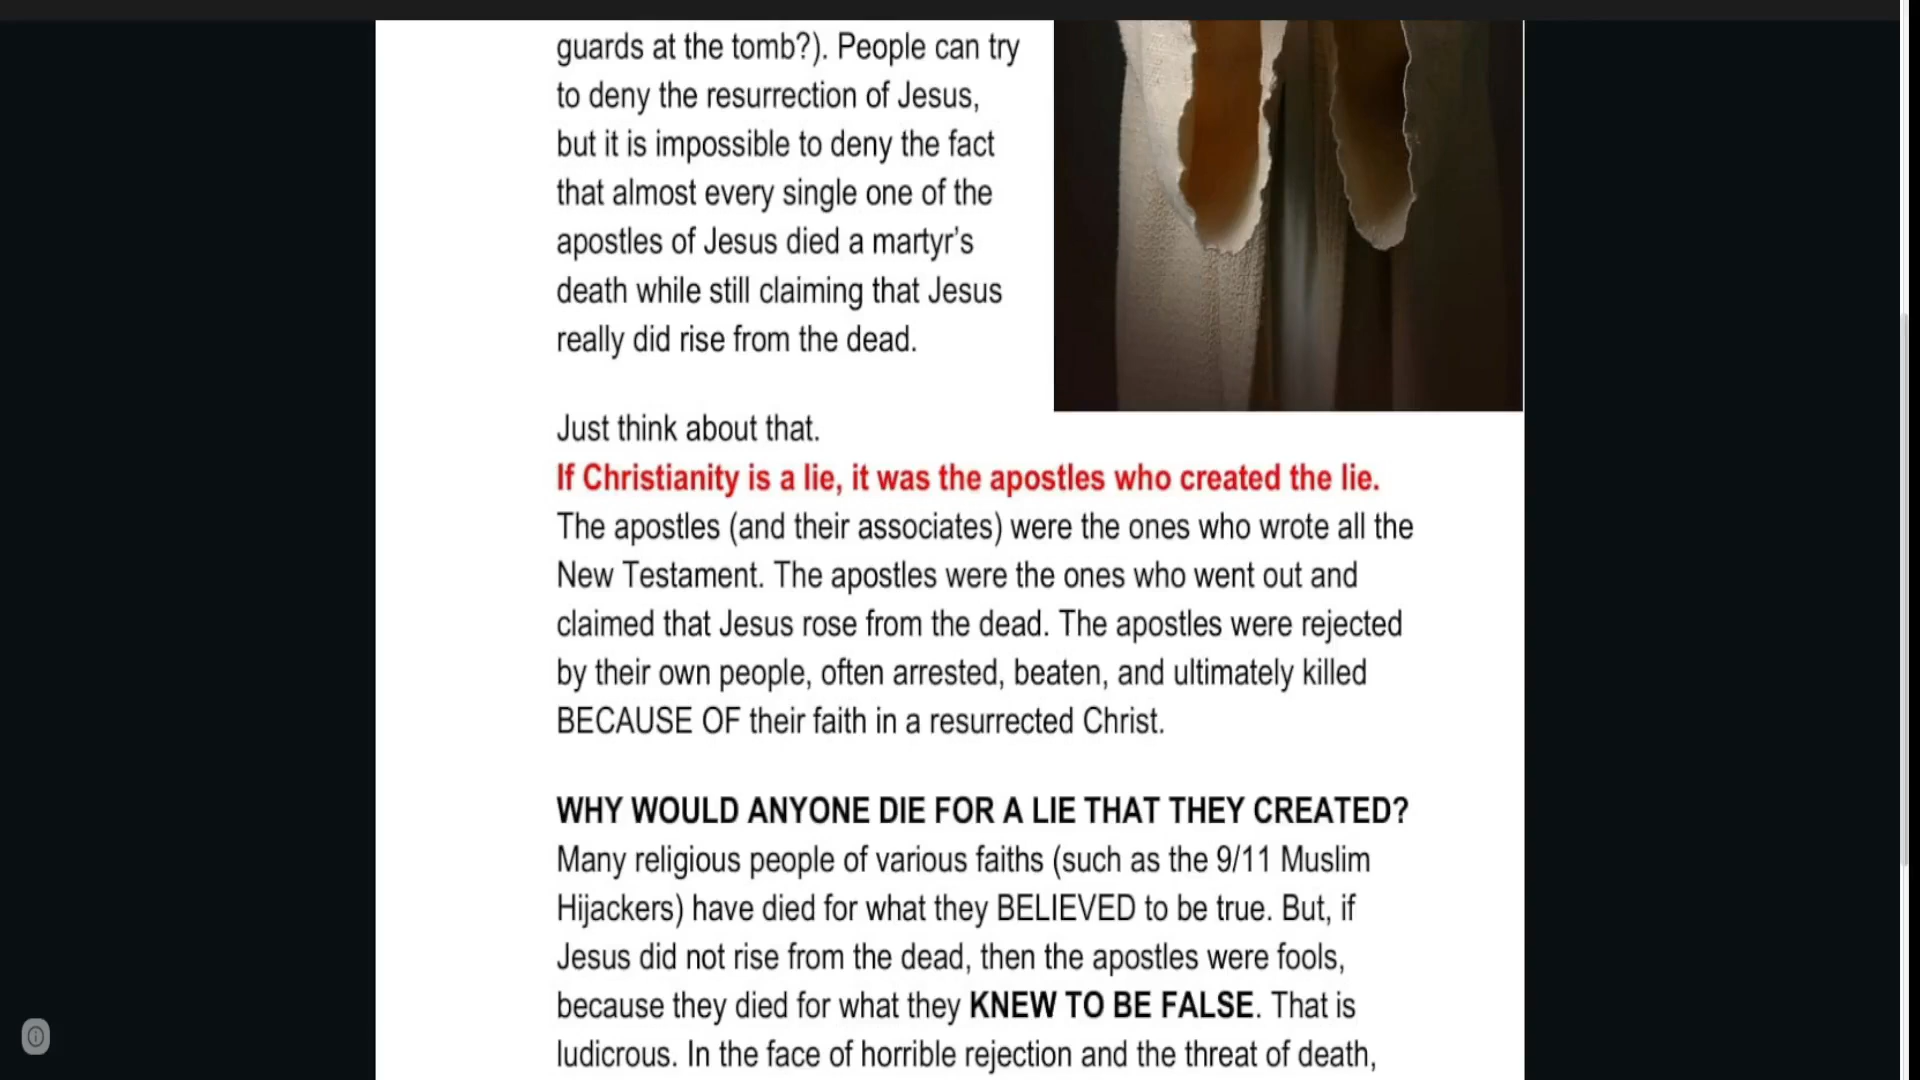 guards at the tomb?). People can try
to deny the resurrection of Jesus,
but it is impossible to deny the fact
that almost every single one of the
apostles of Jesus died a martyr’s
death while still claiming that Jesus
really did rise from the dead.
Just think about that.
If Christianity is a lie, it was the apostles who created the lie.
The apostles (and their associates) were the ones who wrote all the
New Testament. The apostles were the ones who went out and
claimed that Jesus rose from the dead. The apostles were rejected
by their own people, often arrested, beaten, and ultimately killed
BECAUSE OF their faith in a resurrected Christ.
WHY WOULD ANYONE DIE FOR A LIE THAT THEY CREATED?
Many religious people of various faiths (such as the 9/11 Muslim
Hijackers) have died for what they BELIEVED to be true. But, if
Jesus did not rise from the dead, then the apostles were fools,
because they died for what they KNEW TO BE FALSE. That is
ludicrous. In the face of horrible rejection and the threat of death,